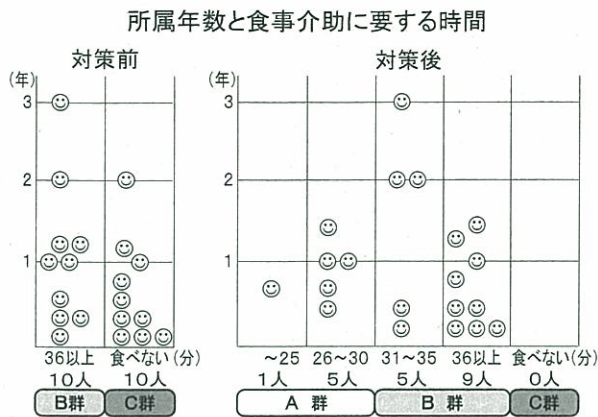 所属年数と食事介助に要する時間
対策前
対策後
(年)
3
2
1
36以上 食べない(分)
10人 10人
B群 C群
(年)
3
2
1
～25 26～30 31～35 36以上 食べない(分)
1人 5人 5人 9人 0人
A 群 B 群 C群